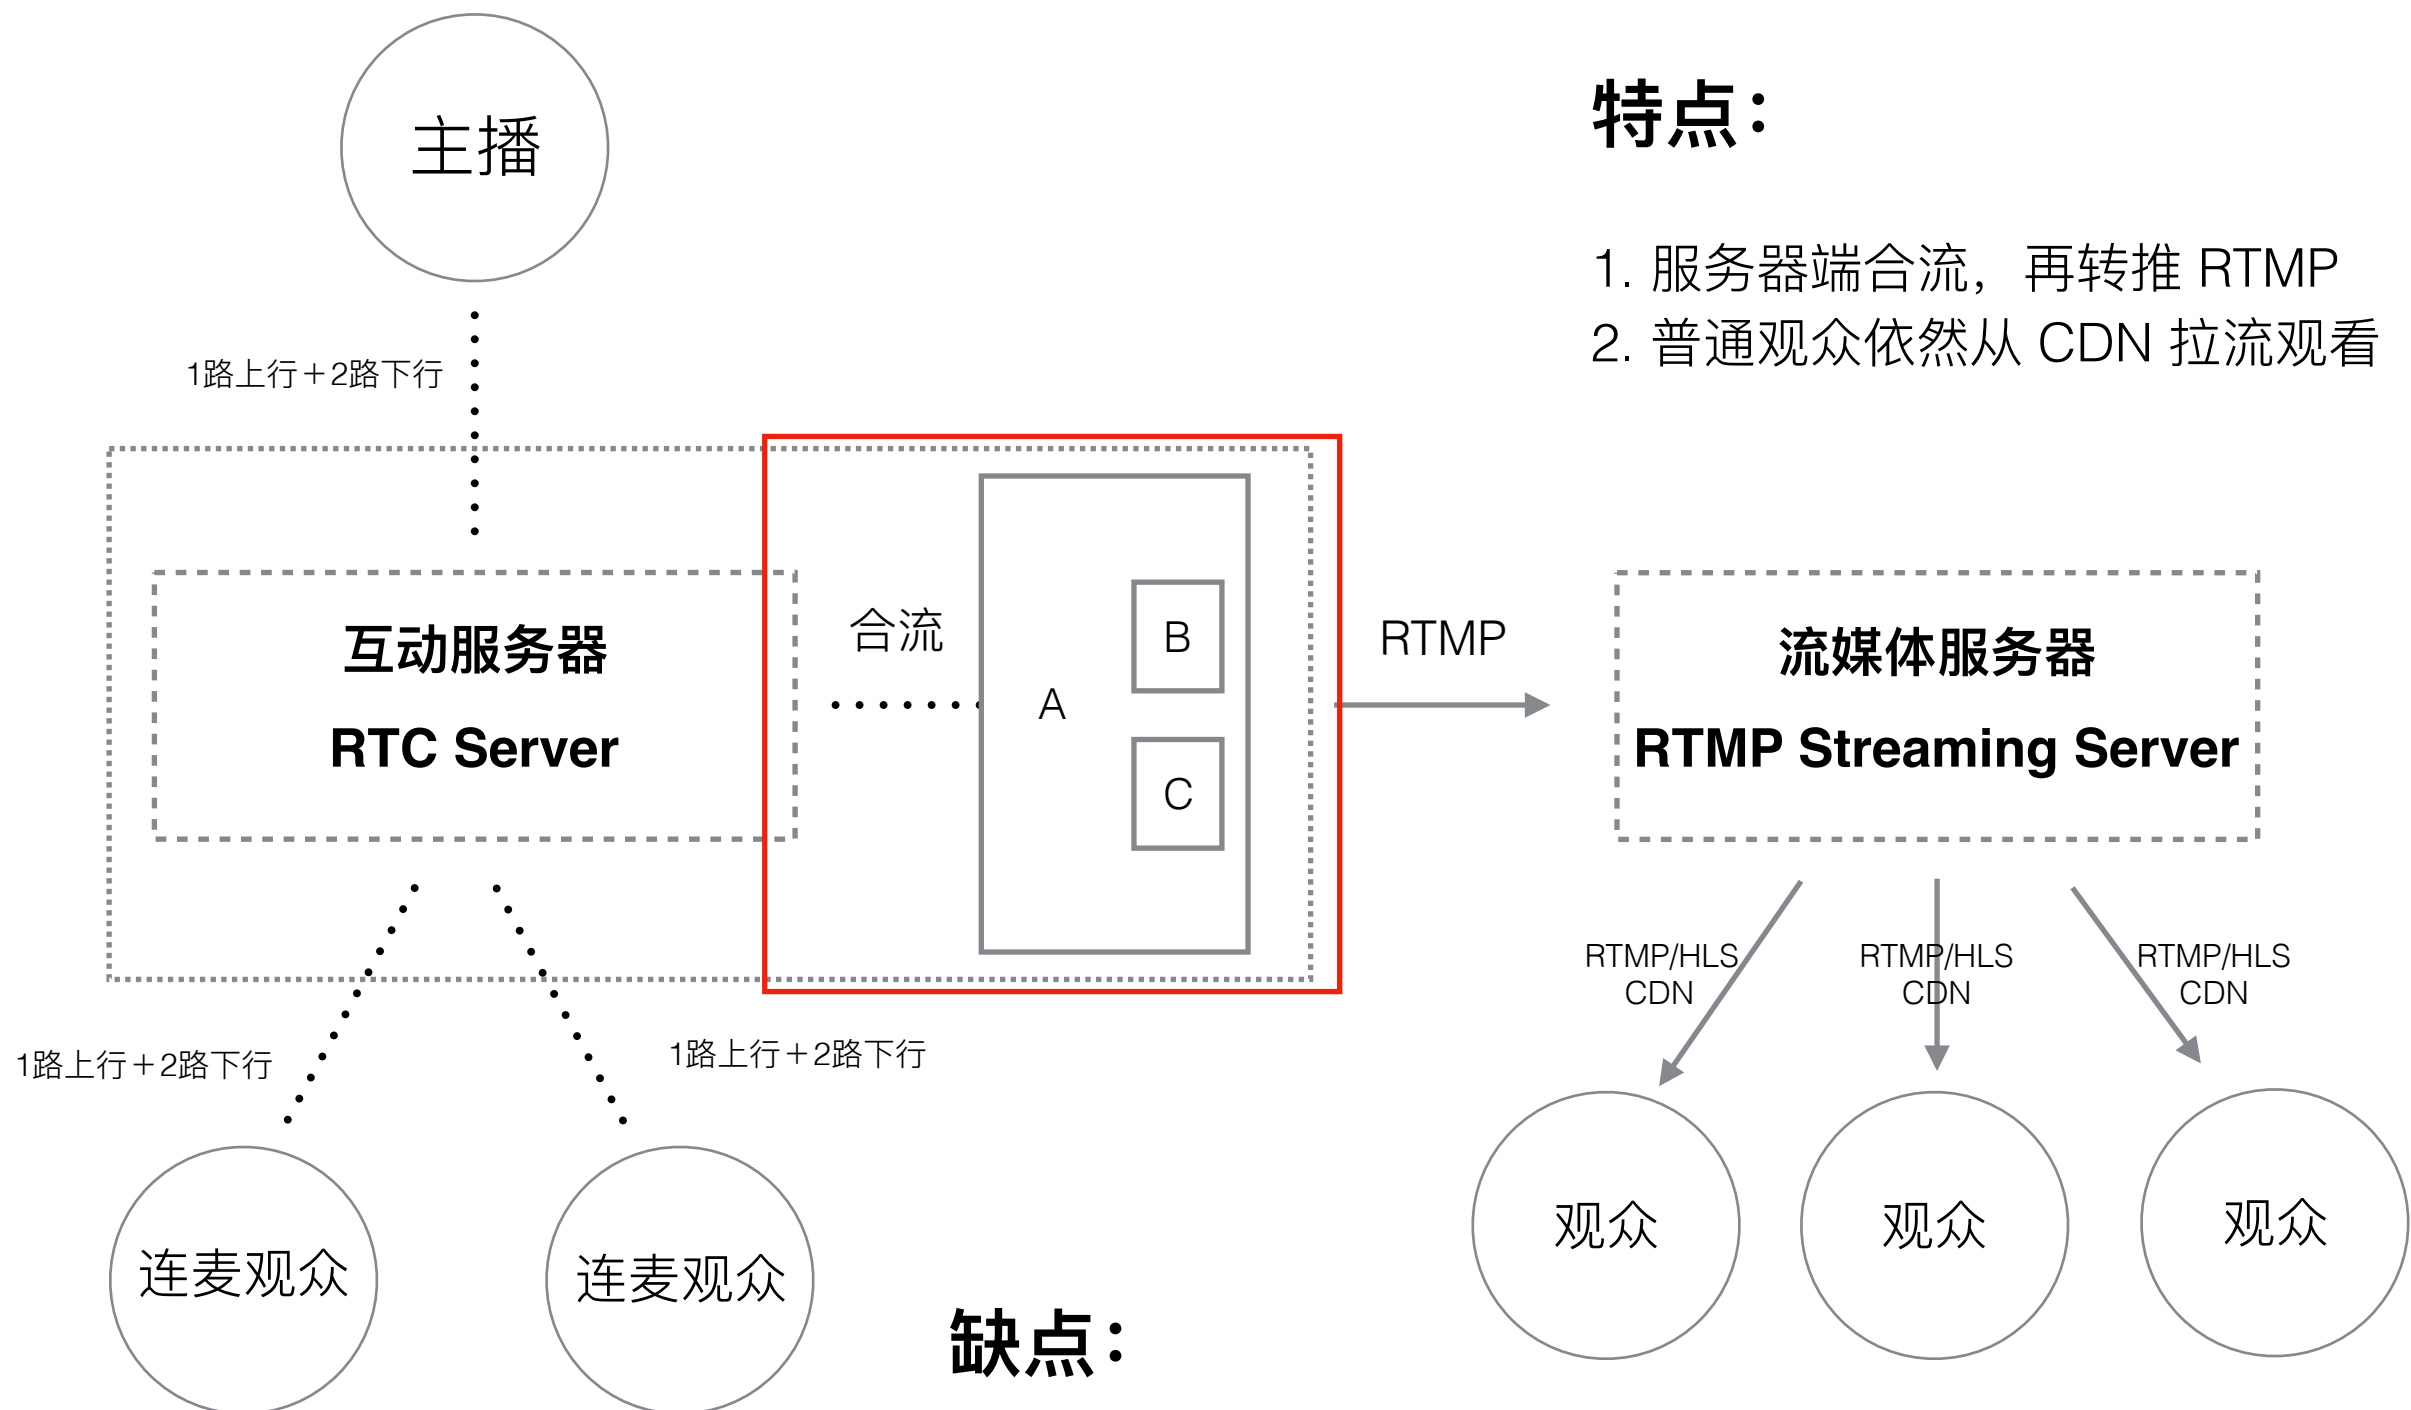 主播
特点：
1. 服务器端合流，再转推 RTMP
2. 普通观众依然从 CDN 拉流观看
1路上行＋2路下行
互动服务器
RTC Server
合流
A
B
C
RTMP
流媒体服务器
RTMP Streaming Server
RTMP/HLS
CDN
RTMP/HLS
CDN
RTMP/HLS
CDN
1路上行＋2路下行
1路上行＋2路下行
连麦观众
连麦观众
观众
观众
观众
缺点：